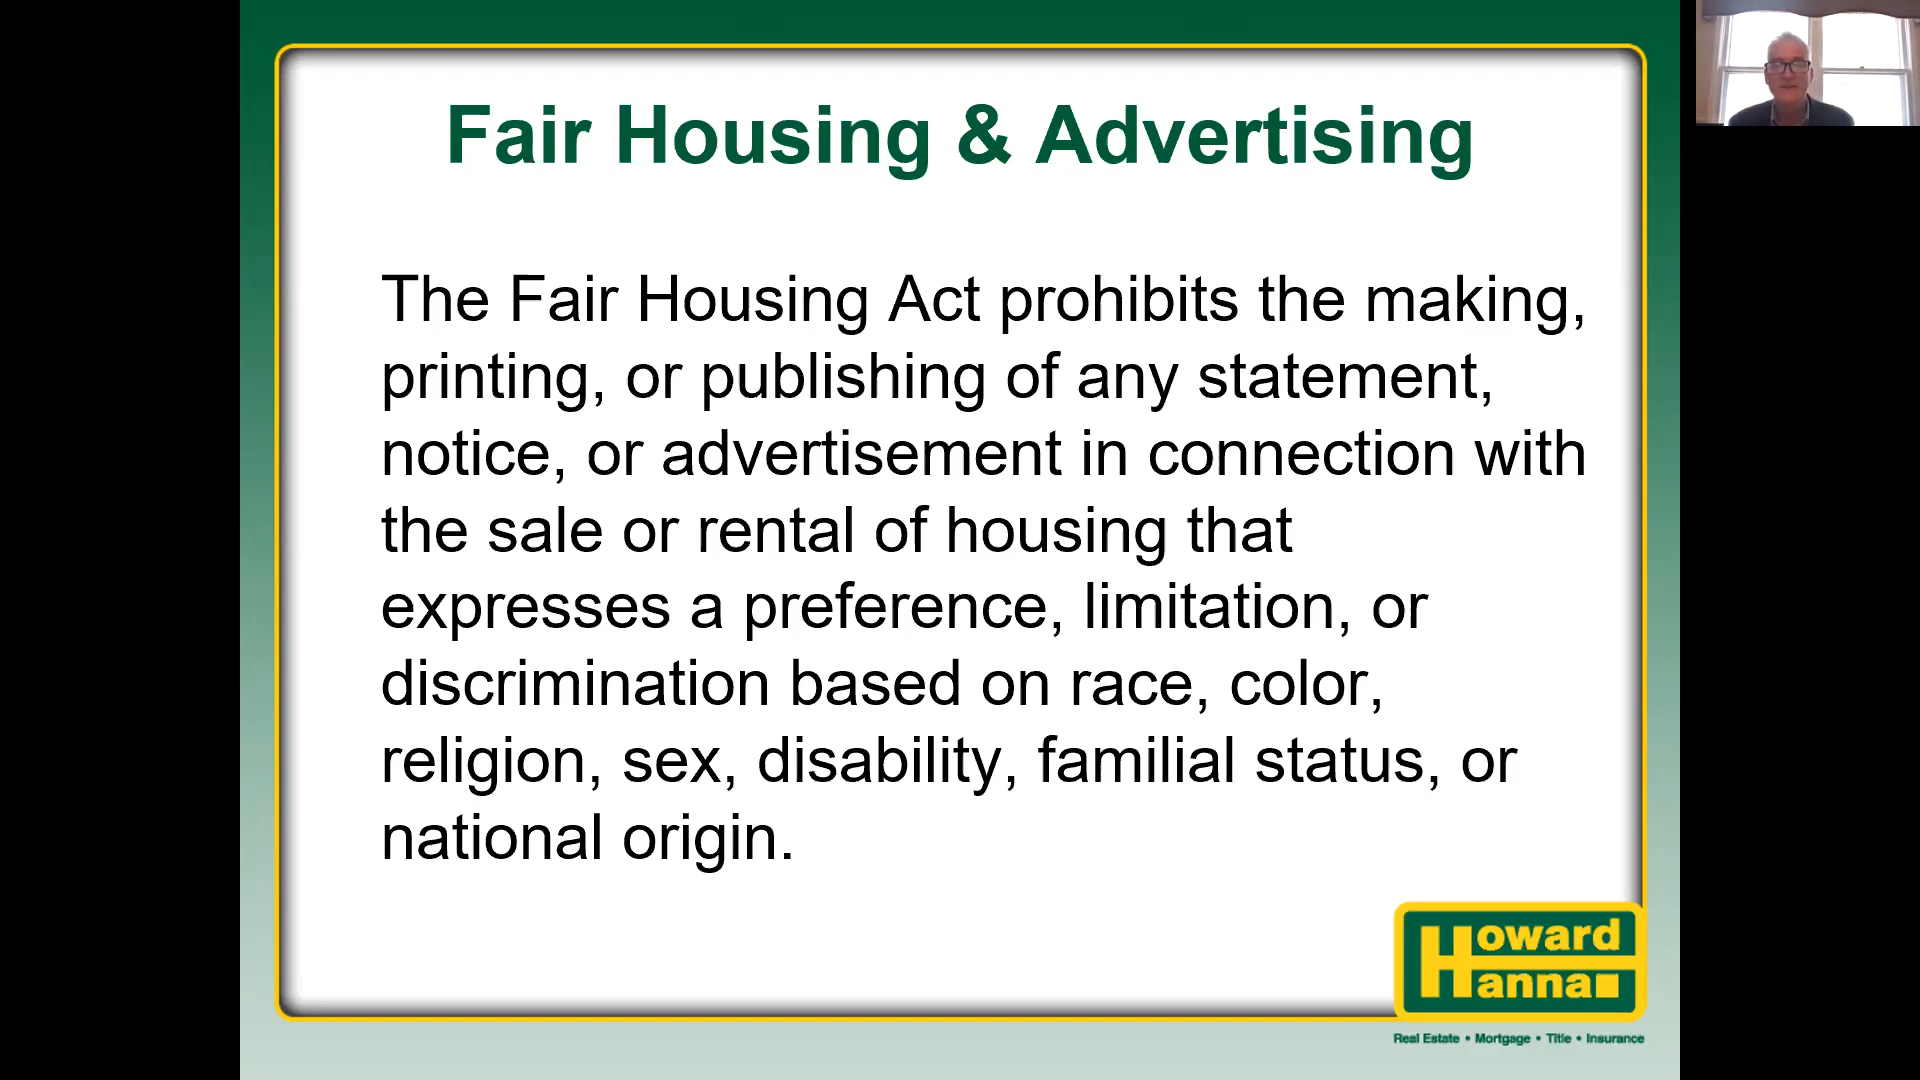 Fair Housing & Advertising
The Fair Housing Act prohibits the making,
printing, or publishing of any statement,
notice, or advertisement in connection with
the sale or rental of housing that
expresses a preference, limitation, or
discrimination based on race, color,
religion, sex, disability, familial status, or
national origin.
Howard
Hanna
Real Estate • Mortgage • Title • Insurance